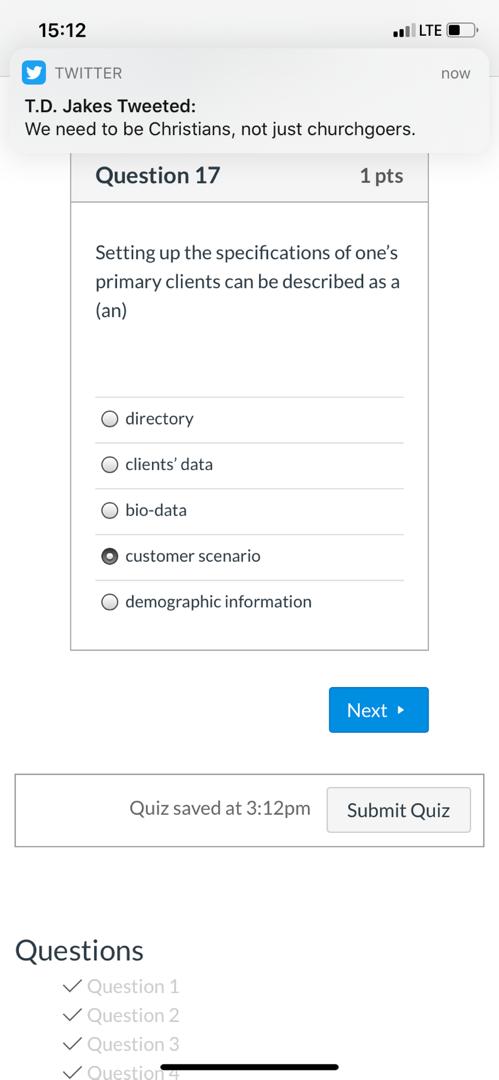 15:12
LTE
TWITTER
now
T.D. Jakes Tweeted:
We need to be Christians, not just churchgoers.
Question 17
1 pts
Setting up the specifications of one’s
primary clients can be described as a
(an)
directory
clients’ data
bio-data
customer scenario
demographic information
Next
Quiz saved at 3:12pm
Submit Quiz
Questions
Question 1
Question 2
Question 3
Question 4